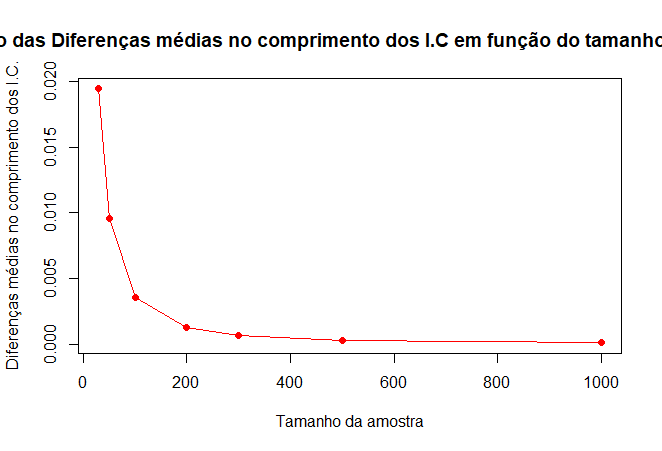 o das Diferenças médias no comprimento dos I.C em função do tamanho
Diferenças médias no comprimento dos I.C.
0.020
0.015
0.010
0.005
0.000
0 200 400 600 800 1000
Tamanho da amostra